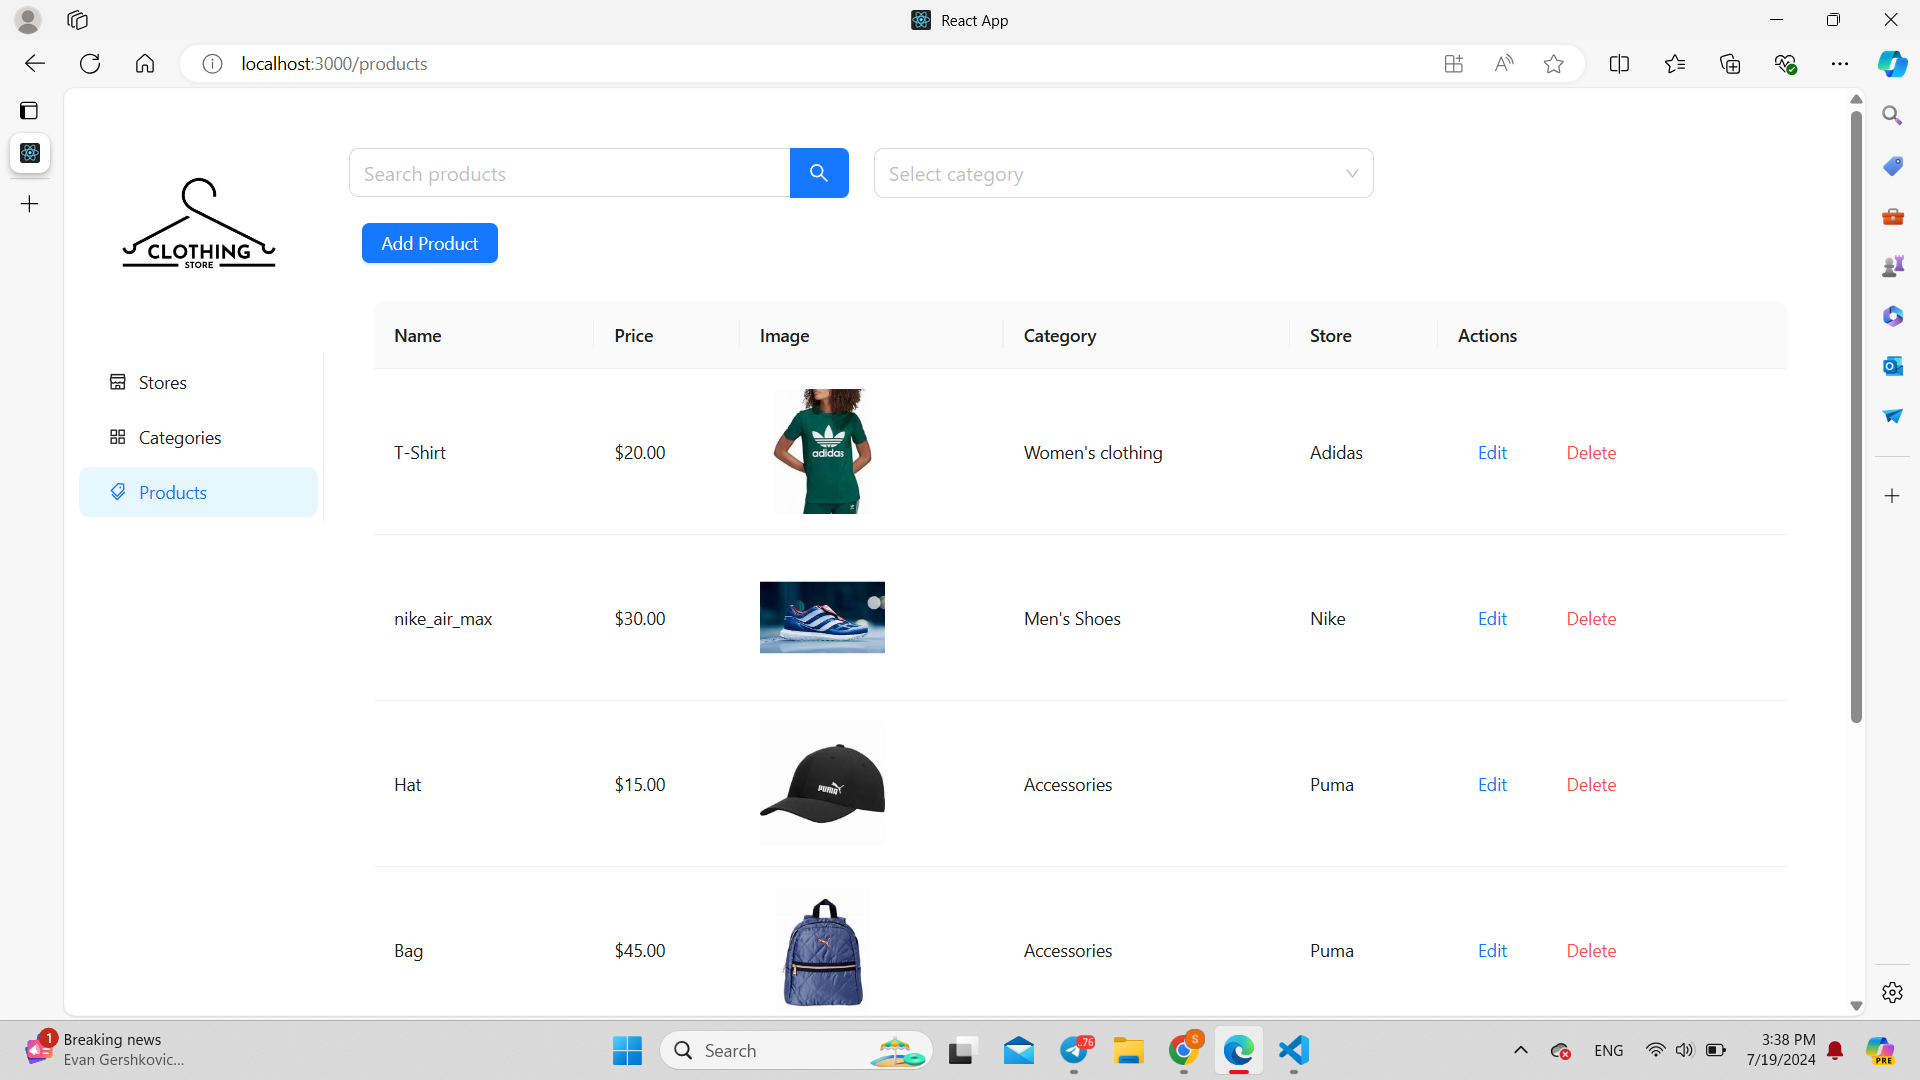 React App
localhost:3000/products
Search products
Select category
CLOTHING
STORE
Add Product
Name Price Image Category Store Actions
Stores
Categories
Products
T-Shirt $20.00 adidas Women's clothing Adidas Edit Delete
nike_air_max $30.00 Men's Shoes Nike Edit Delete
Hat $15.00 PUMA Accessories Puma Edit Delete
Bag $45.00 Accessories Puma Edit Delete
1
Breaking news
Evan Gershkovic...
Search
..76
S
ENG
3:38 PM
7/19/2024
PRE